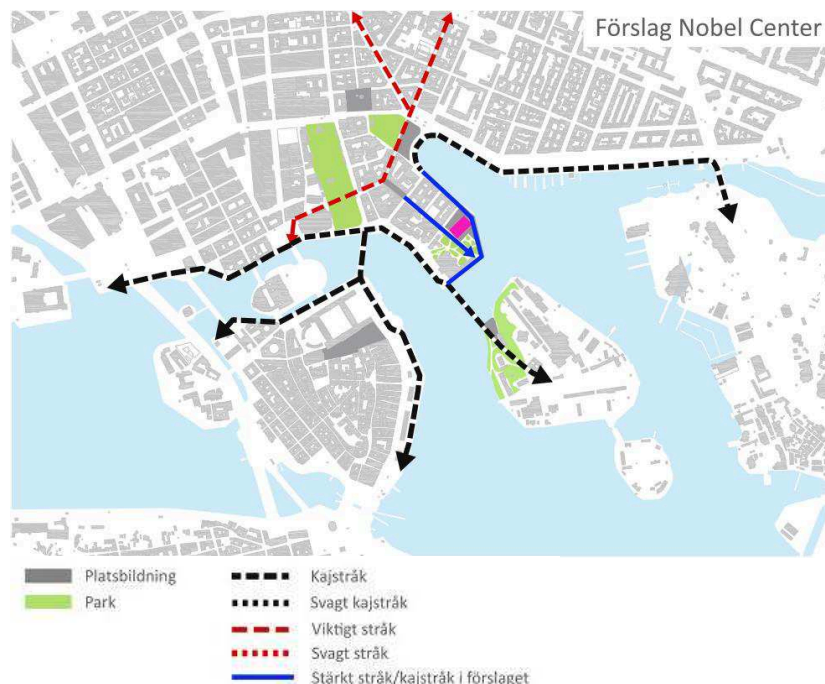 Förslag Nobel Center
Platsbildning
Park
Kajstråk
Svagt kajstråk
Viktigt stråk
Svagt stråk
Stärkt stråk/kajstråk i förslaget